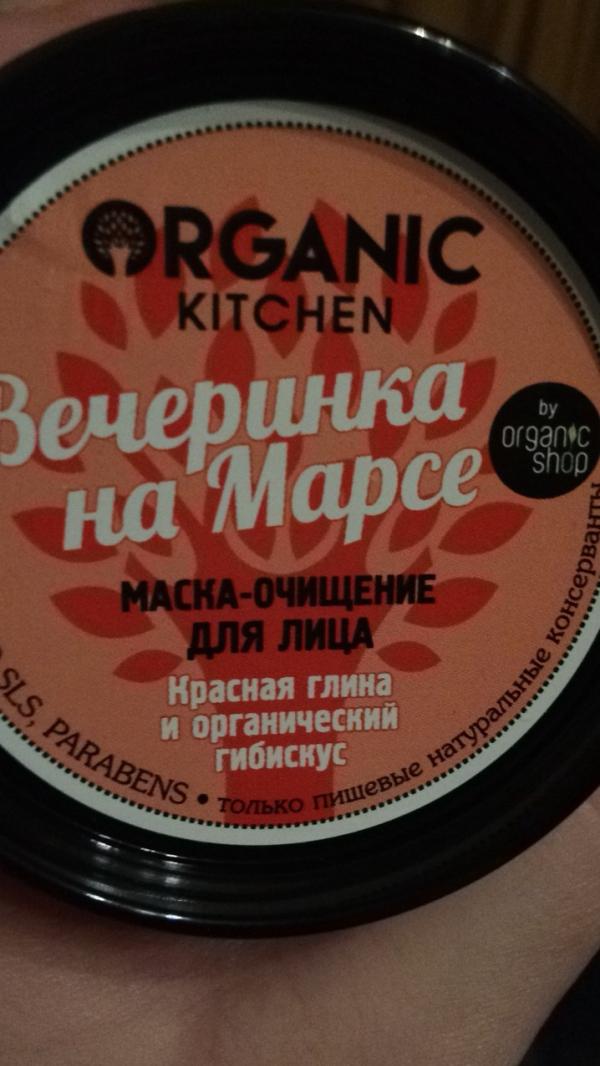 ORGANIC
KITCHEN
Вечеринка
на Марсе
by
organic
shop
МАСКА-ОЧИЩЕНИЕ
ДЛЯ ЛИЦА
Красная глина
и органический
гибискус
SLS, PARABENS • только пищевые натуральные консерванты